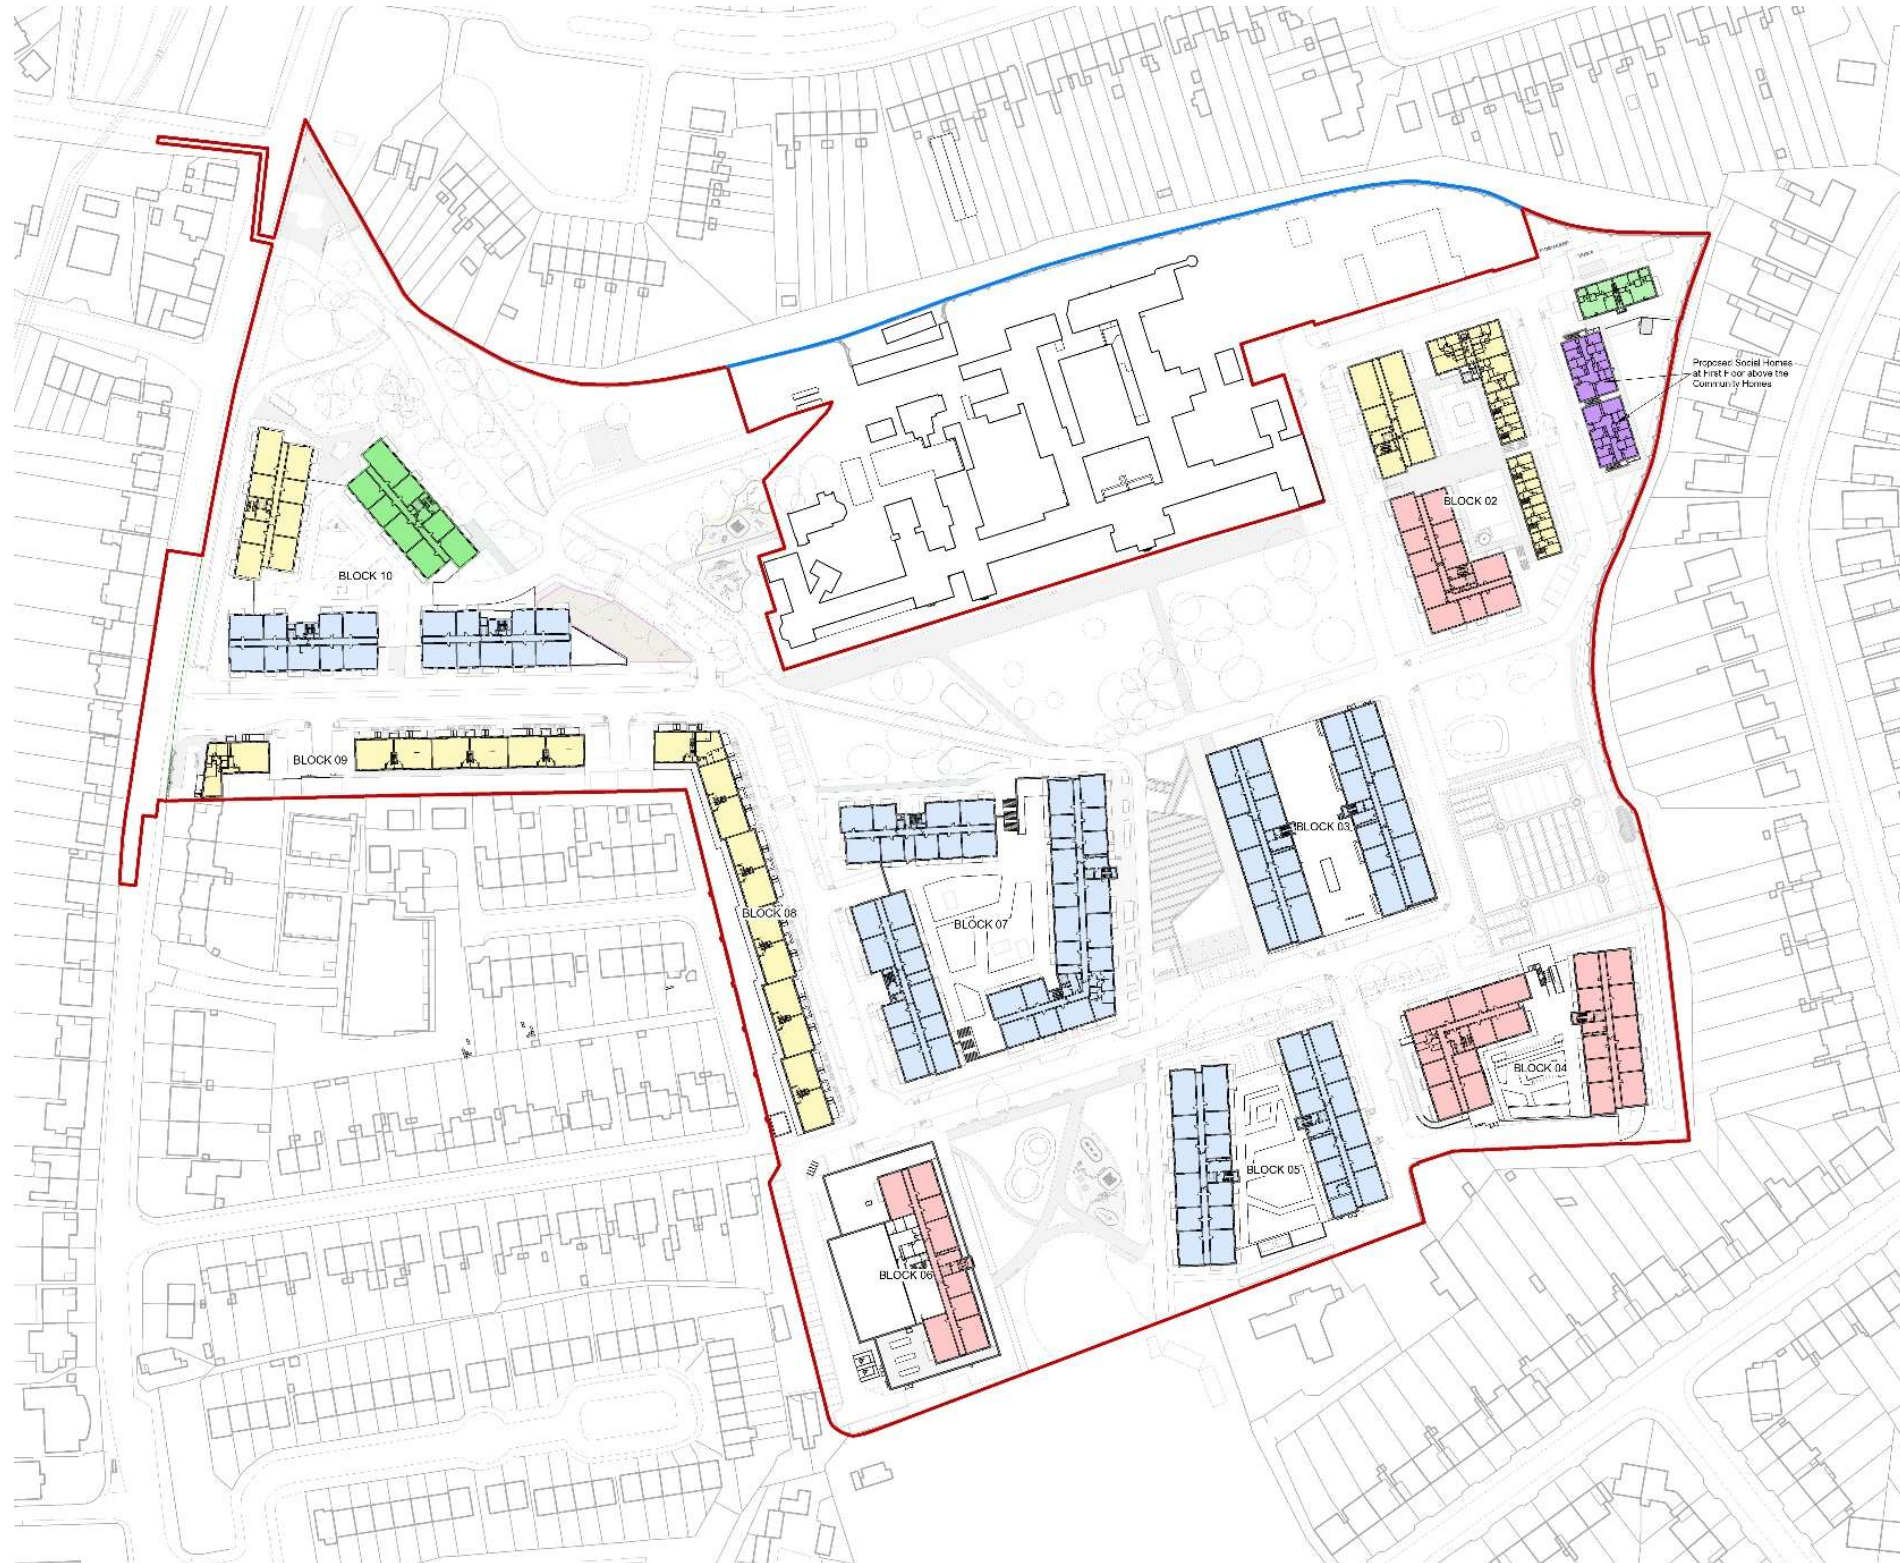 Proposed Social Homes
at First Floor above the
Community Homes
BLOCK 02
BLOCK 10
BLOCK 09
BLOCK 03
BLOCK 08
BLOCK 07
BLOCK 04
BLOCK 05
BLOCK 06